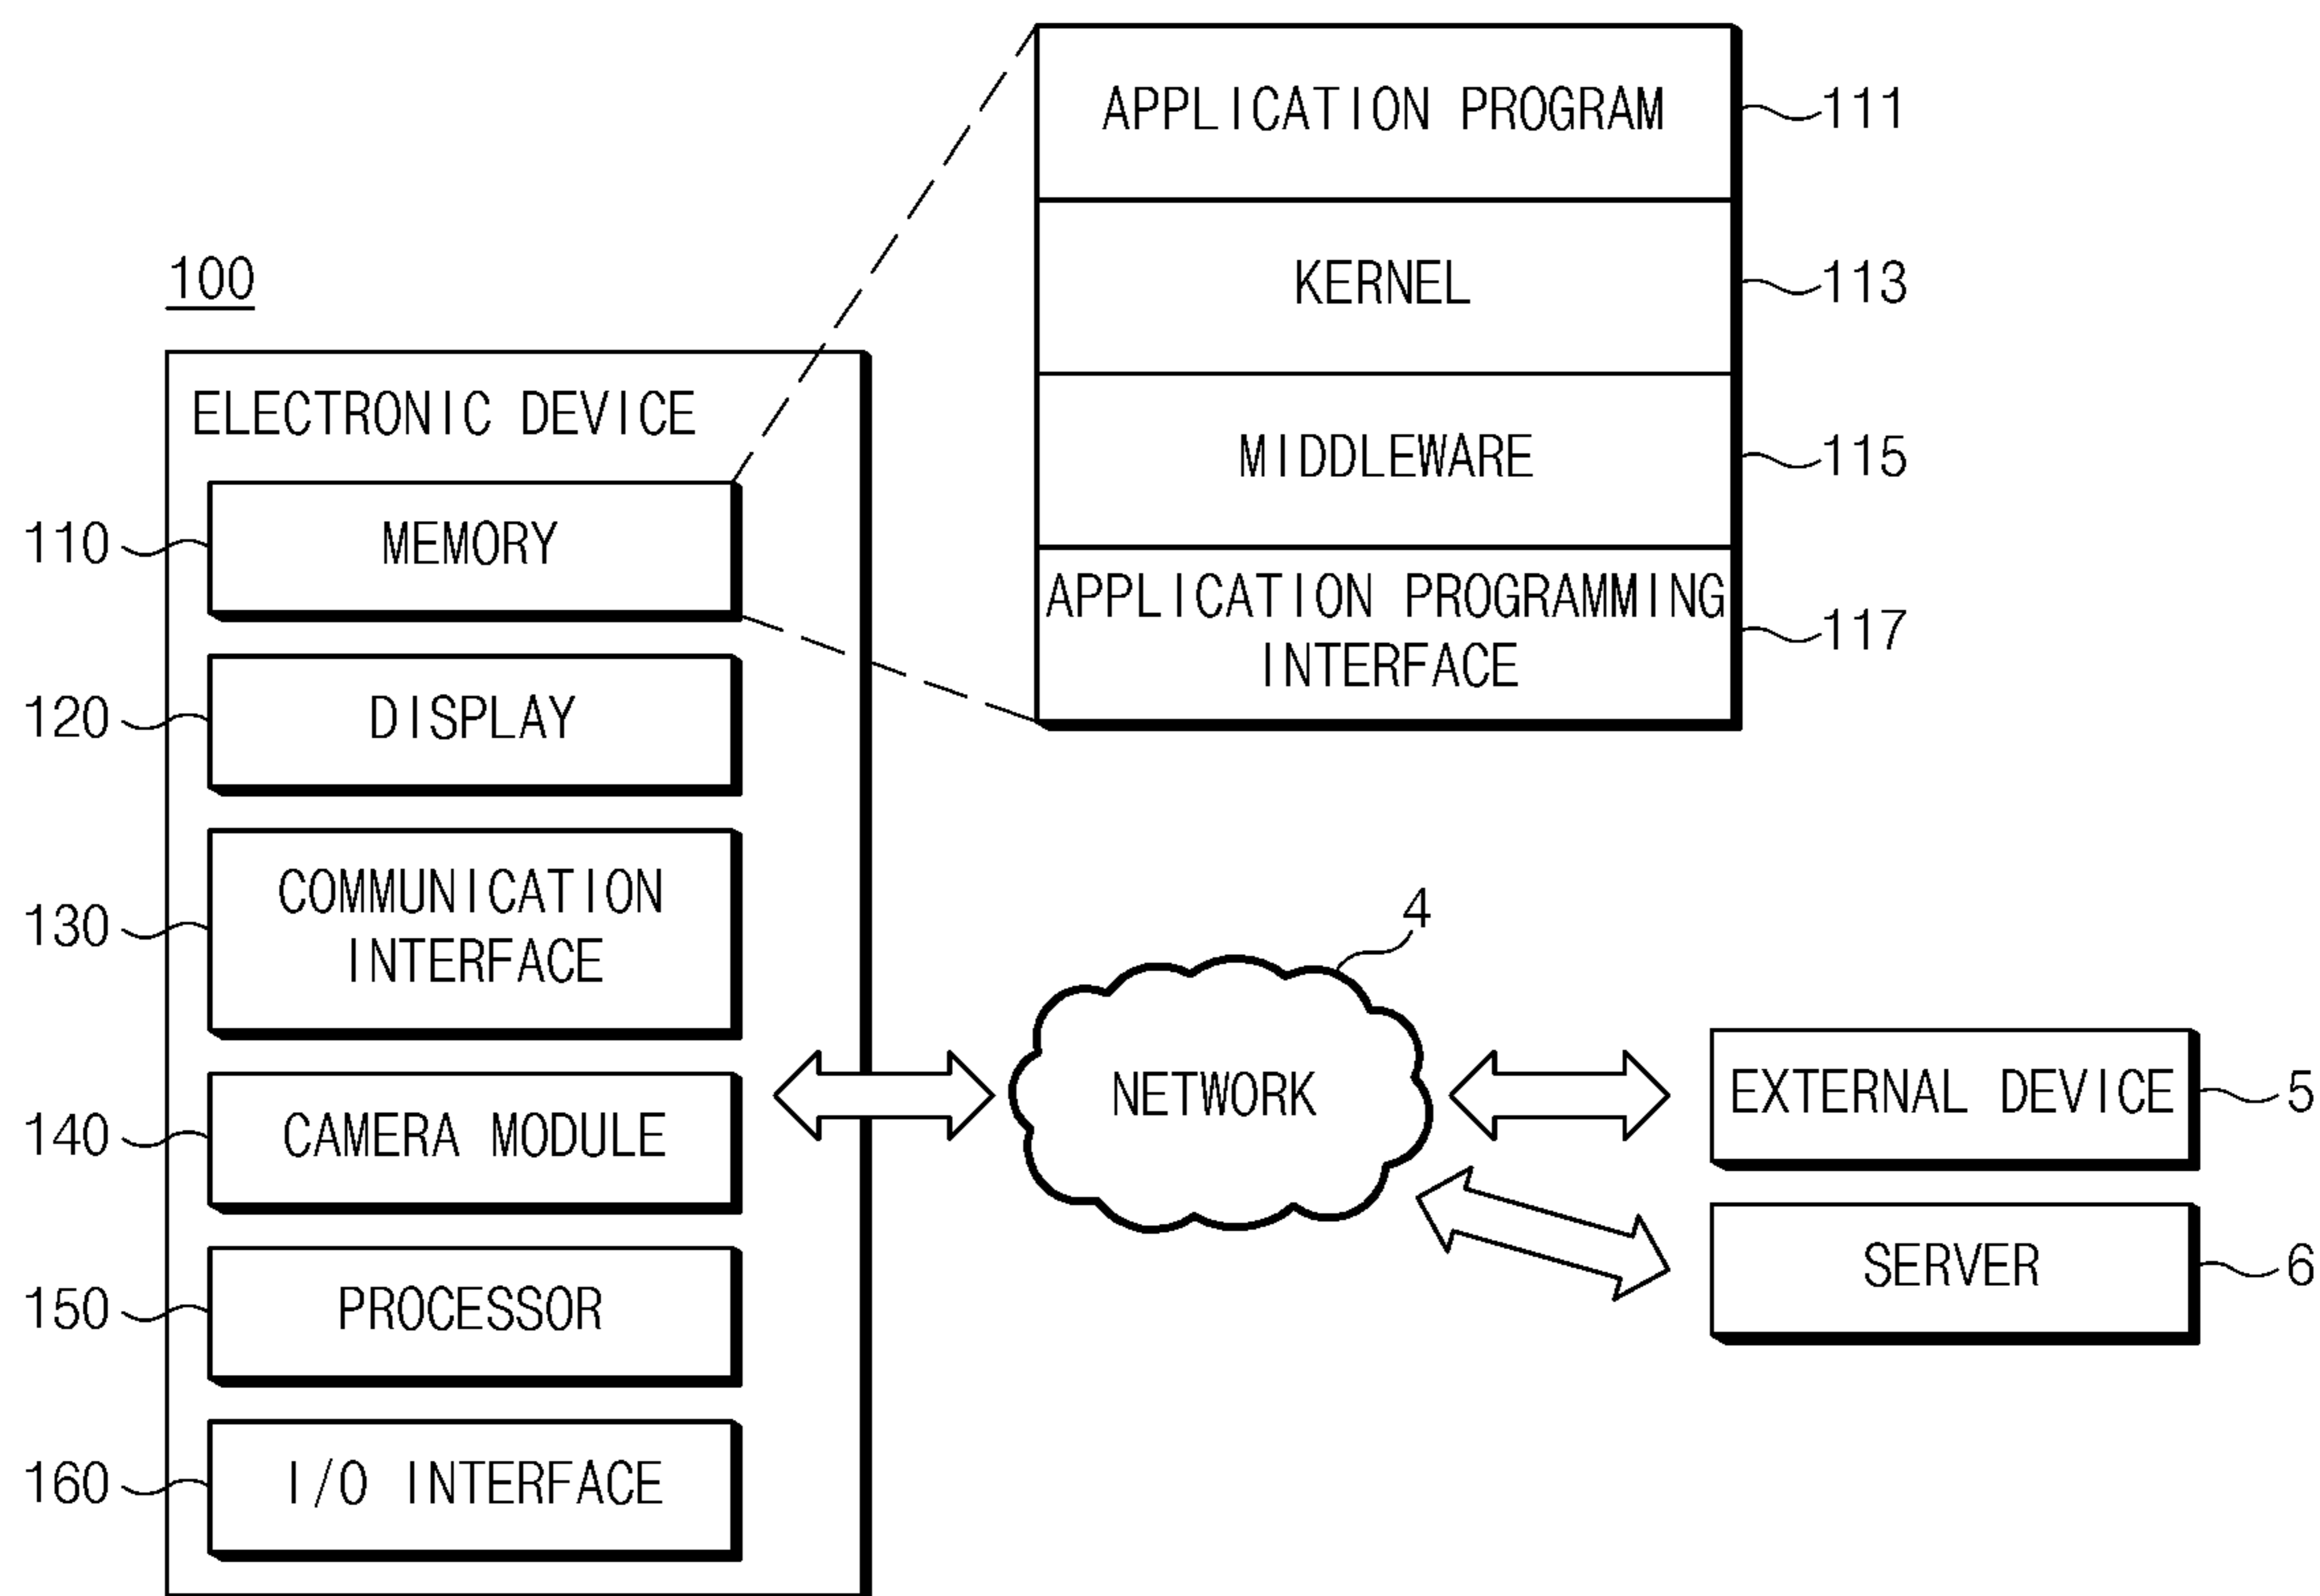 100
ELECTRONIC DEVICE
110
MEMORY
120
DISPLAY
130
COMMUNICATION
INTERFACE
140
CAMERA MODULE
150
PROCESSOR
160
I/O INTERFACE
APPLICATION PROGRAM
111
KERNEL
113
MIDDLEWARE
115
APPLICATION PROGRAMMING
INTERFACE
117
4
NETWORK
EXTERNAL DEVICE
5
SERVER
6